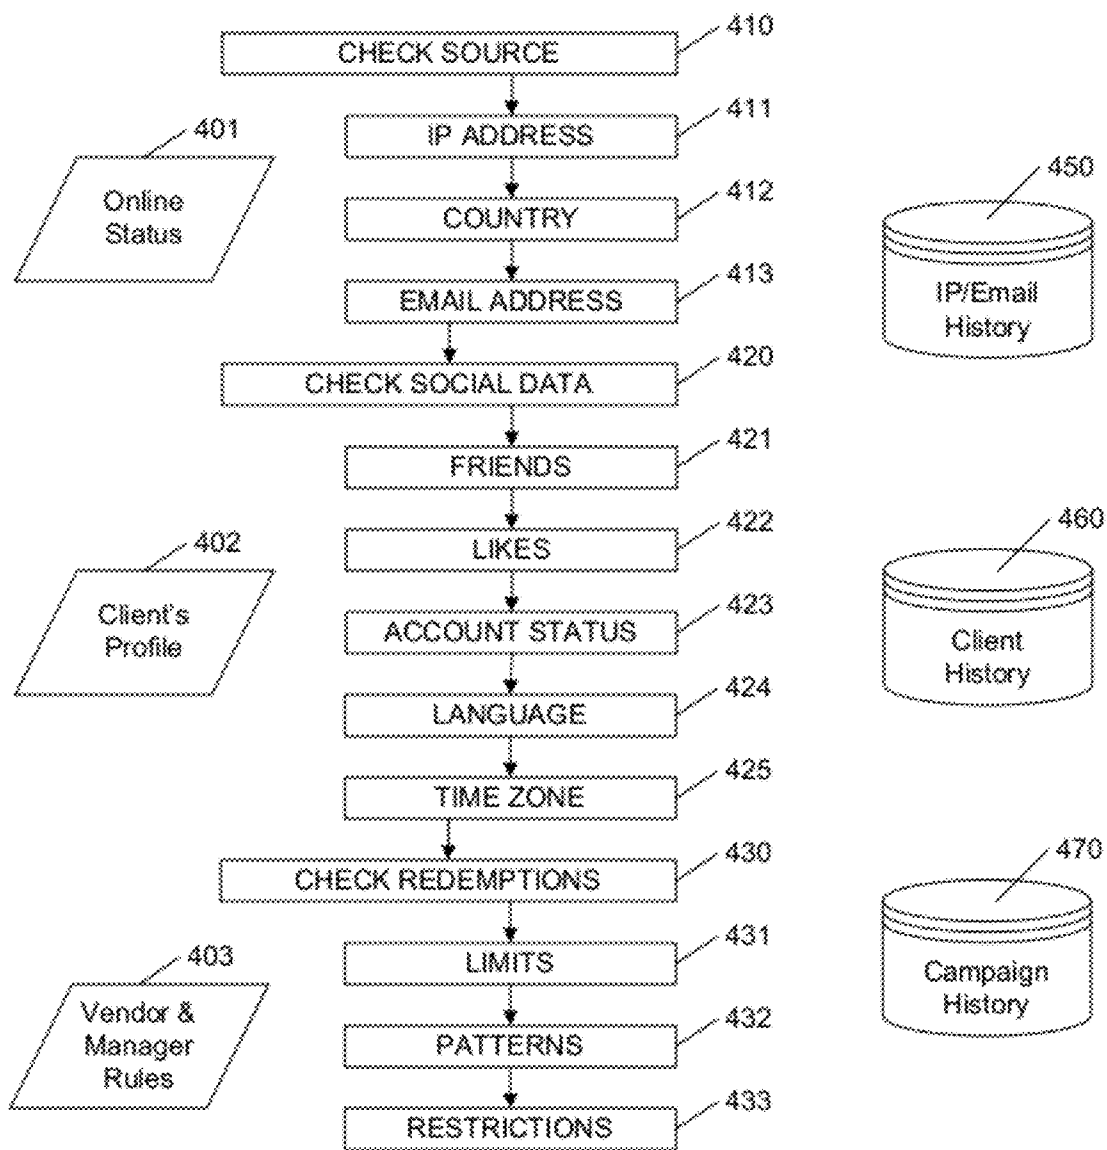 410
CHECK SOURCE
411
IP ADDRESS
401
Online
Status
412
COUNTRY
450
IP/Email
History
413
EMAIL ADDRESS
420
CHECK SOCIAL DATA
421
FRIENDS
422
LIKES
402
Client's
Profile
460
Client
History
423
ACCOUNT STATUS
424
LANGUAGE
425
TIME ZONE
430
CHECK REDEMPTIONS
470
Campaign
History
431
LIMITS
403
Vendor &
Manager
Rules
432
PATTERNS
433
RESTRICTIONS